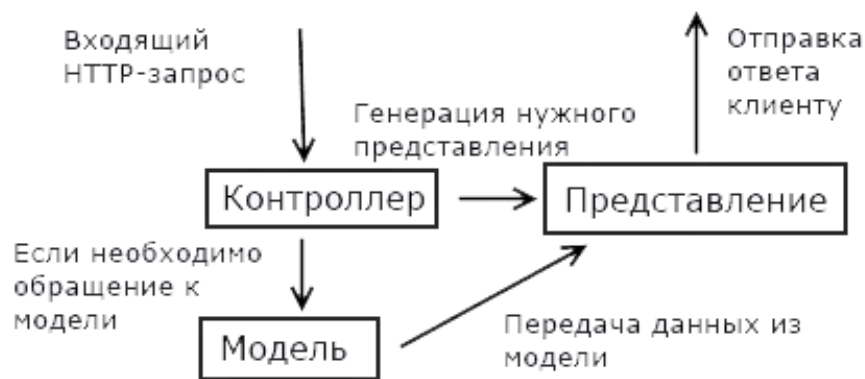 Входящий
HTTP-запрос
Отправка
ответа
клиенту
Генерация нужного
представления
Контроллер
Представление
Если необходимо
обращение к
модели
Модель
Передача данных из
модели